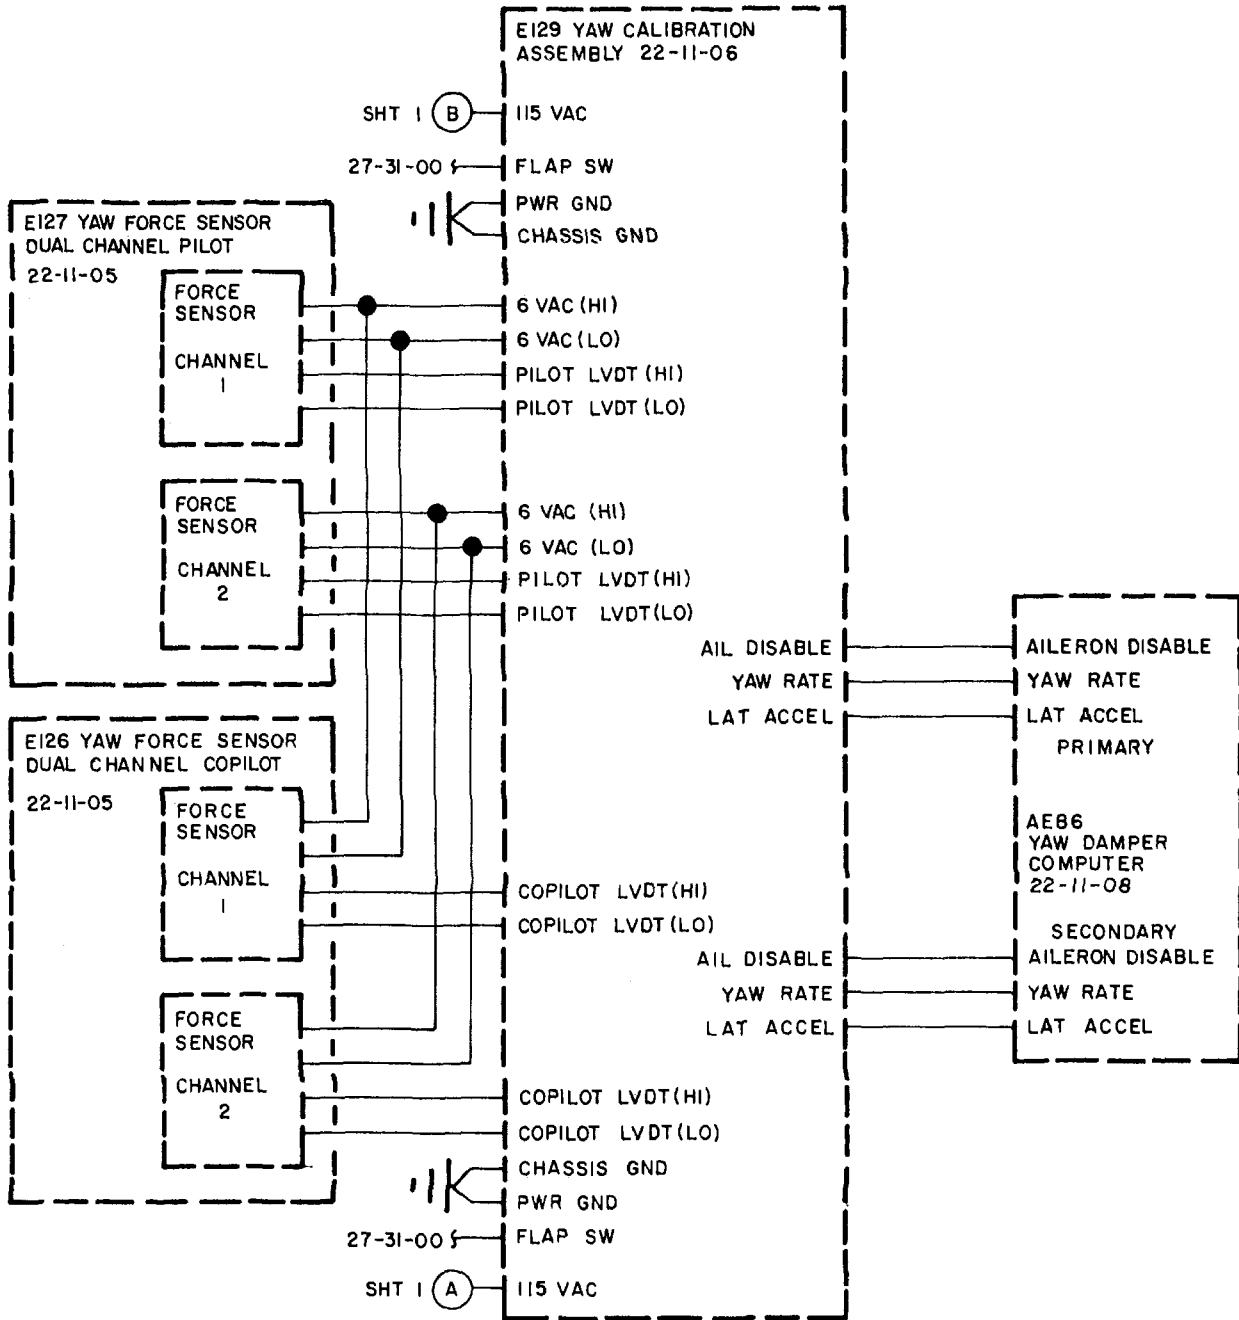 E129 YAW CALIBRATION
ASSEMBLY 22-11-06
SHT 1 B
115 VAC
27-31-00
FLAP SW
PWR GND
CHASSIS GND
E127 YAW FORCE SENSOR
DUAL CHANNEL PILOT
22-11-05
FORCE
SENSOR
CHANNEL
1
6 VAC (HI)
6 VAC (LO)
PILOT LVDT (HI)
PILOT LVDT (LO)
FORCE
SENSOR
CHANNEL
2
6 VAC (HI)
6 VAC (LO)
PILOT LVDT (HI)
PILOT LVDT (LO)
AIL DISABLE
YAW RATE
LAT ACCEL
AILERON DISABLE
YAW RATE
LAT ACCEL
PRIMARY
AE86
YAW DAMPER
COMPUTER
22-11-08
SECONDARY
AILERON DISABLE
YAW RATE
LAT ACCEL
E126 YAW FORCE SENSOR
DUAL CHANNEL COPILOT
22-11-05
FORCE
SENSOR
CHANNEL
1
COPILOT LVDT (HI)
COPILOT LVDT (LO)
AIL DISABLE
YAW RATE
LAT ACCEL
FORCE
SENSOR
CHANNEL
2
COPILOT LVDT (HI)
COPILOT LVDT (LO)
CHASSIS GND
PWR GND
27-31-00
FLAP SW
SHT 1 A
115 VAC